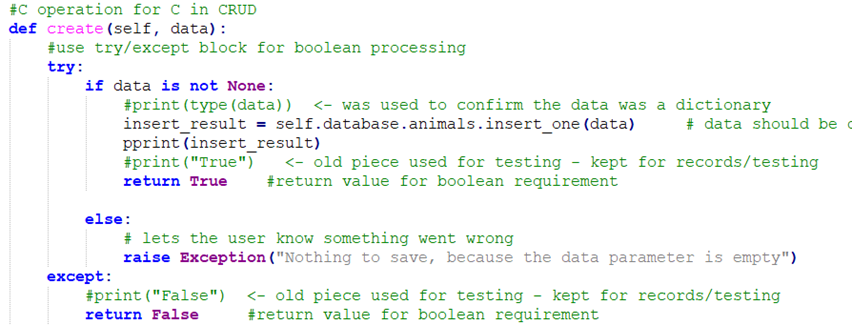 #C operation for C in CRUD
def create(self, data):
    #use try/except block for boolean processing
    try:
        if data is not None:
            #print(type(data))  <- was used to confirm the data was a dictionary
            insert_result = self.database.animals.insert_one(data)     # data should be
            pprint(insert_result)
            #print("True")   <- old piece used for testing - kept for records/testing
            return True    #return value for boolean requirement

        else:
            # lets the user know something went wrong
            raise Exception("Nothing to save, because the data parameter is empty")
    except:
        #print("False")  <- old piece used for testing - kept for records/testing
        return False     #return value for boolean requirement